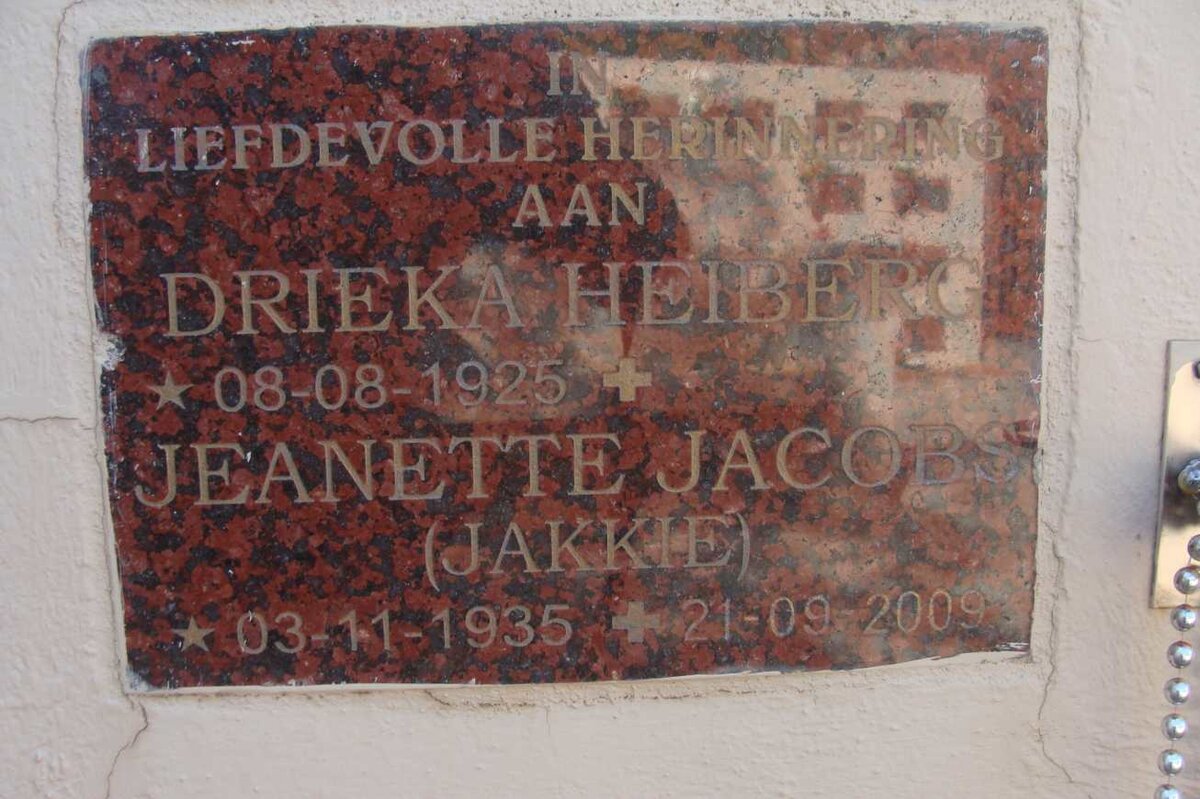 IN
LIEFDEVOLLE HERINNERING
AAN
DRIEKA HEIBERG
★ 08-08-1925 ✚
JEANETTE JACOBS
(JAKKIE)
★ 03-11-1935 ✚ 21-09-2009